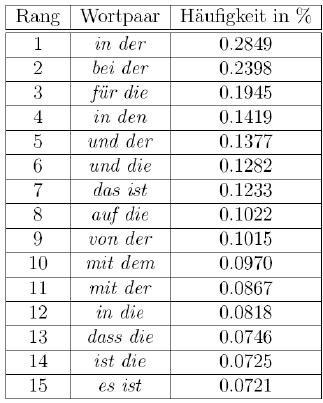 Rang Wortpaar Häufigkeit in %
1 in der 0.2849
2 bei der 0.2398
3 für die 0.1945
4 in den 0.1419
5 und der 0.1377
6 und die 0.1282
7 das ist 0.1233
8 auf die 0.1022
9 von der 0.1015
10 mit dem 0.0970
11 mit der 0.0867
12 in die 0.0818
13 dass die 0.0746
14 ist die 0.0725
15 es ist 0.0721